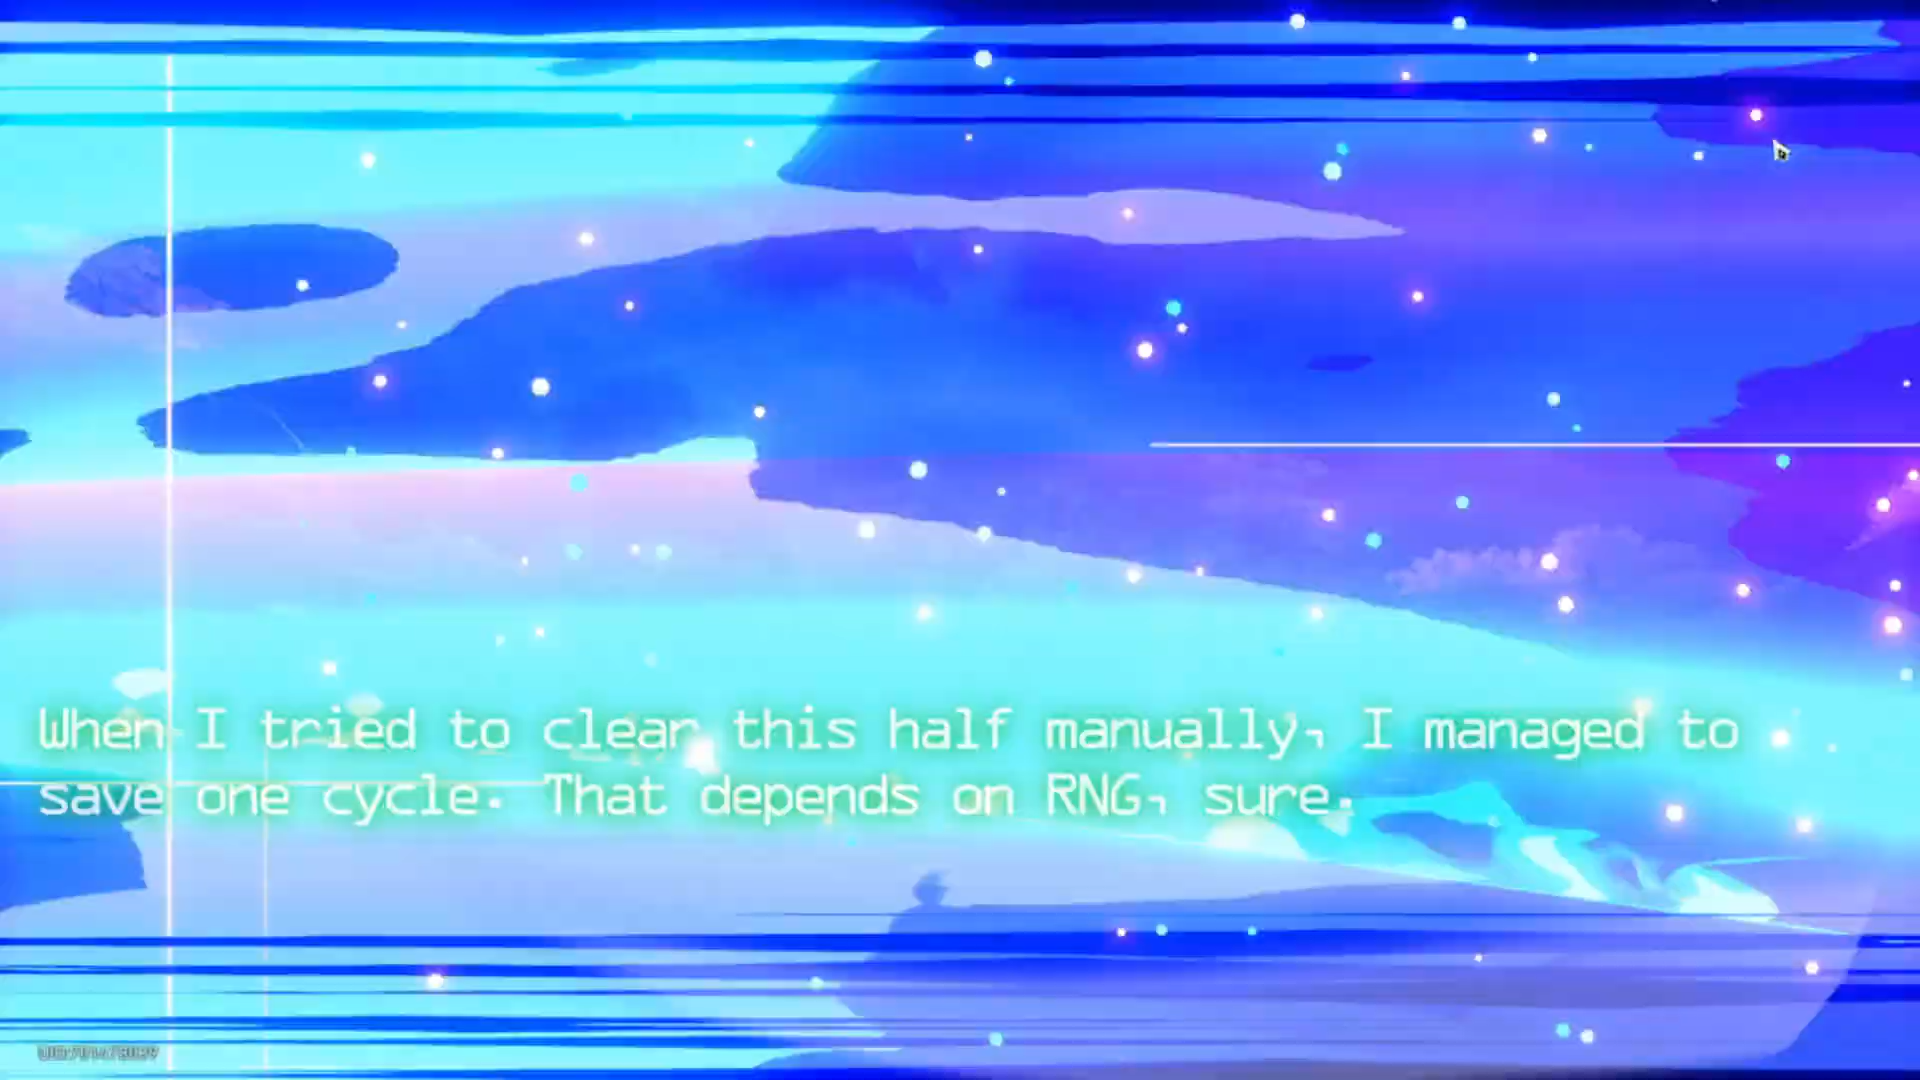 When I tried to clear this half manually, I managed to
save one cycle. That depends on RNG, sure.